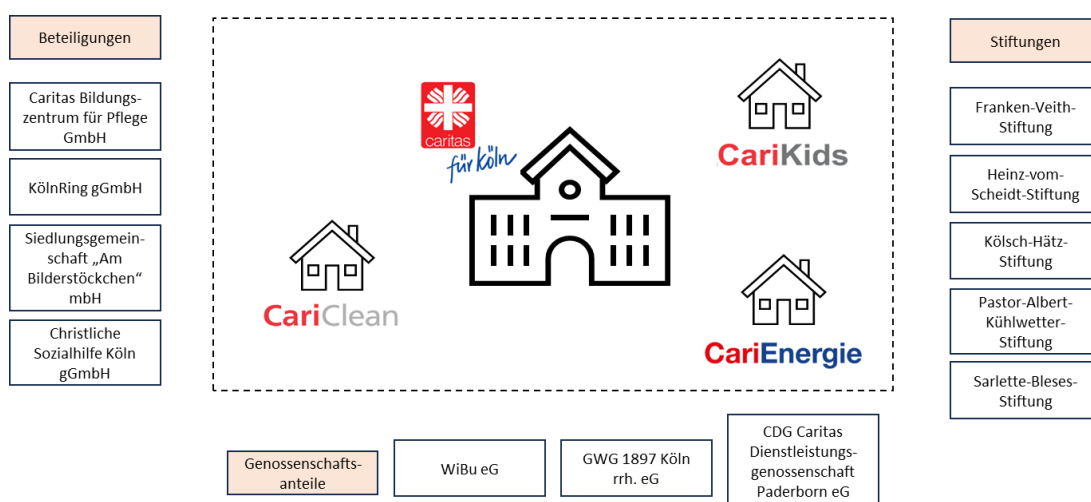 Beteiligungen
Caritas Bildungs-
zentrum für Pflege
GmbH
KölnRing gGmbH
Siedlungsgemein-
schaft „Am
Bilderstöckchen“
mbH
Christliche
Sozialhilfe Köln
gGmbH
caritas
für Köln
CariKids
CariClean
CariEnergie
Stiftungen
Franken-Veith-
Stiftung
Heinz-vom-
Scheidt-Stiftung
Kölsch-Hätz-
Stiftung
Pastor-Albert-
Kühlwetter-
Stiftung
Sarlette-Bleses-
Stiftung
Genossenschafts-
anteile
WiBu eG
GWG 1897 Köln
rrh. eG
CDG Caritas
Dienstleistungs-
genossenschaft
Paderborn eG